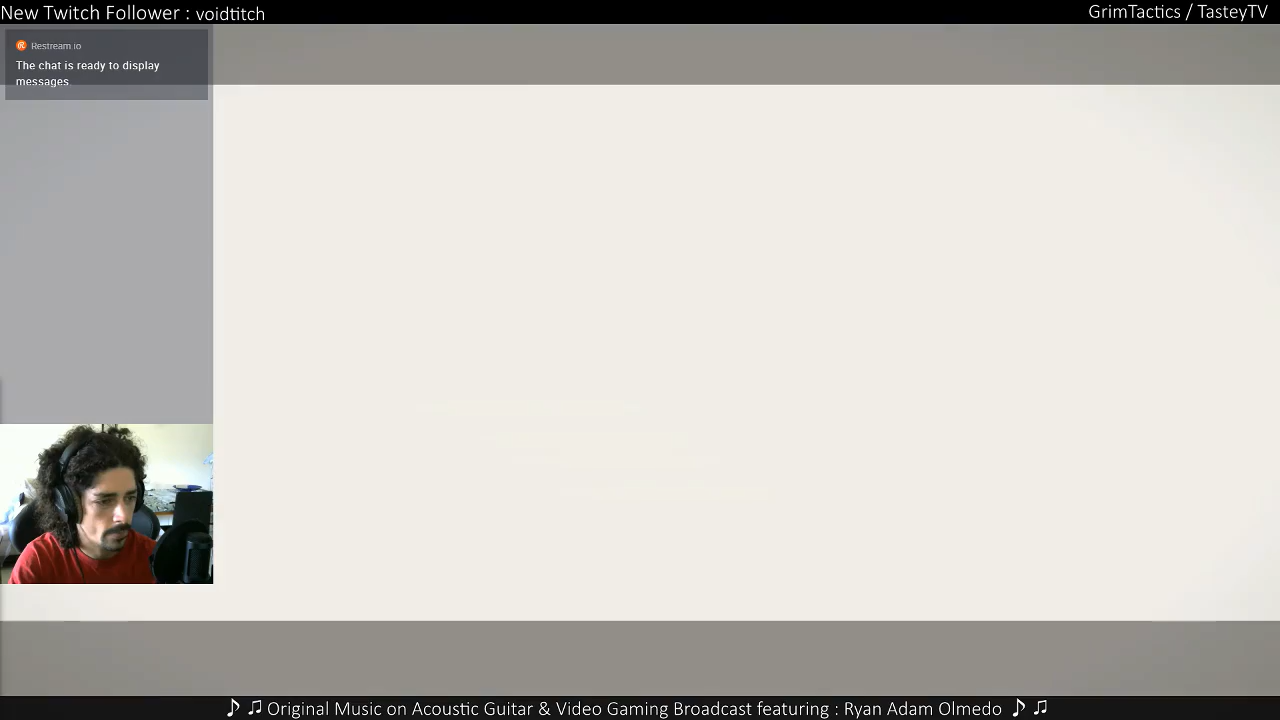 New Twitch Follower : voidtitch
GrimTactics / TasteyTV
Restream.io
The chat is ready to display
messages.
♪ ♫ Original Music on Acoustic Guitar & Video Gaming Broadcast featuring : Ryan Adam Olmedo ♪ ♫